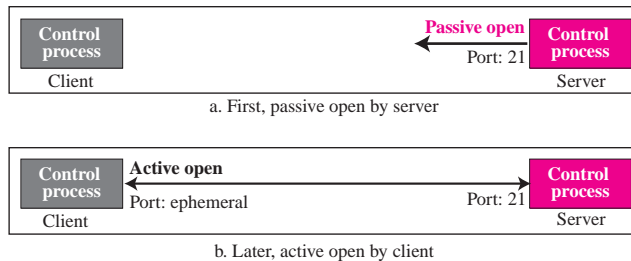 Control
process
Client
Passive open
Port: 21
Control
process
Server
a. First, passive open by server
Control
process
Client
Active open
Port: ephemeral
Port: 21
Control
process
Server
b. Later, active open by client